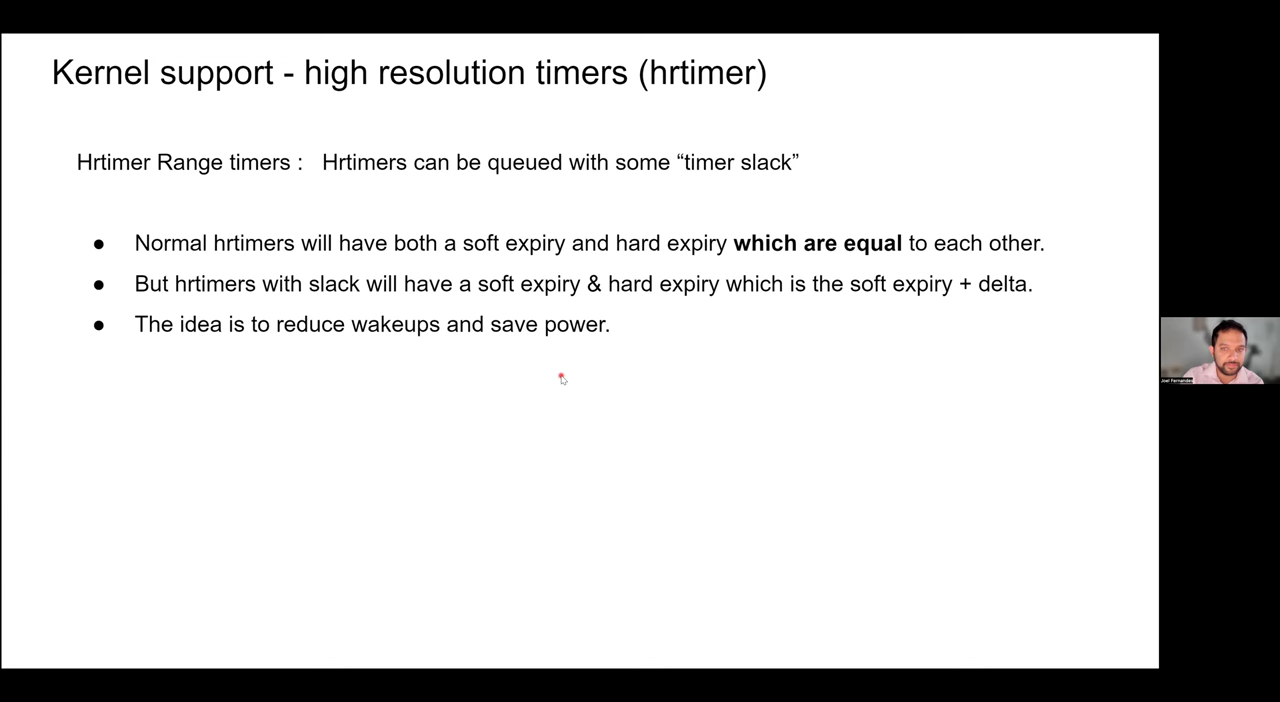 Kernel support - high resolution timers (hrtimer)
Hrtimer Range timers : Hrtimers can be queued with some “timer slack”
● Normal hrtimers will have both a soft expiry and hard expiry which are equal to each other.
● But hrtimers with slack will have a soft expiry & hard expiry which is the soft expiry + delta.
● The idea is to reduce wakeups and save power.
Joel Fernandes